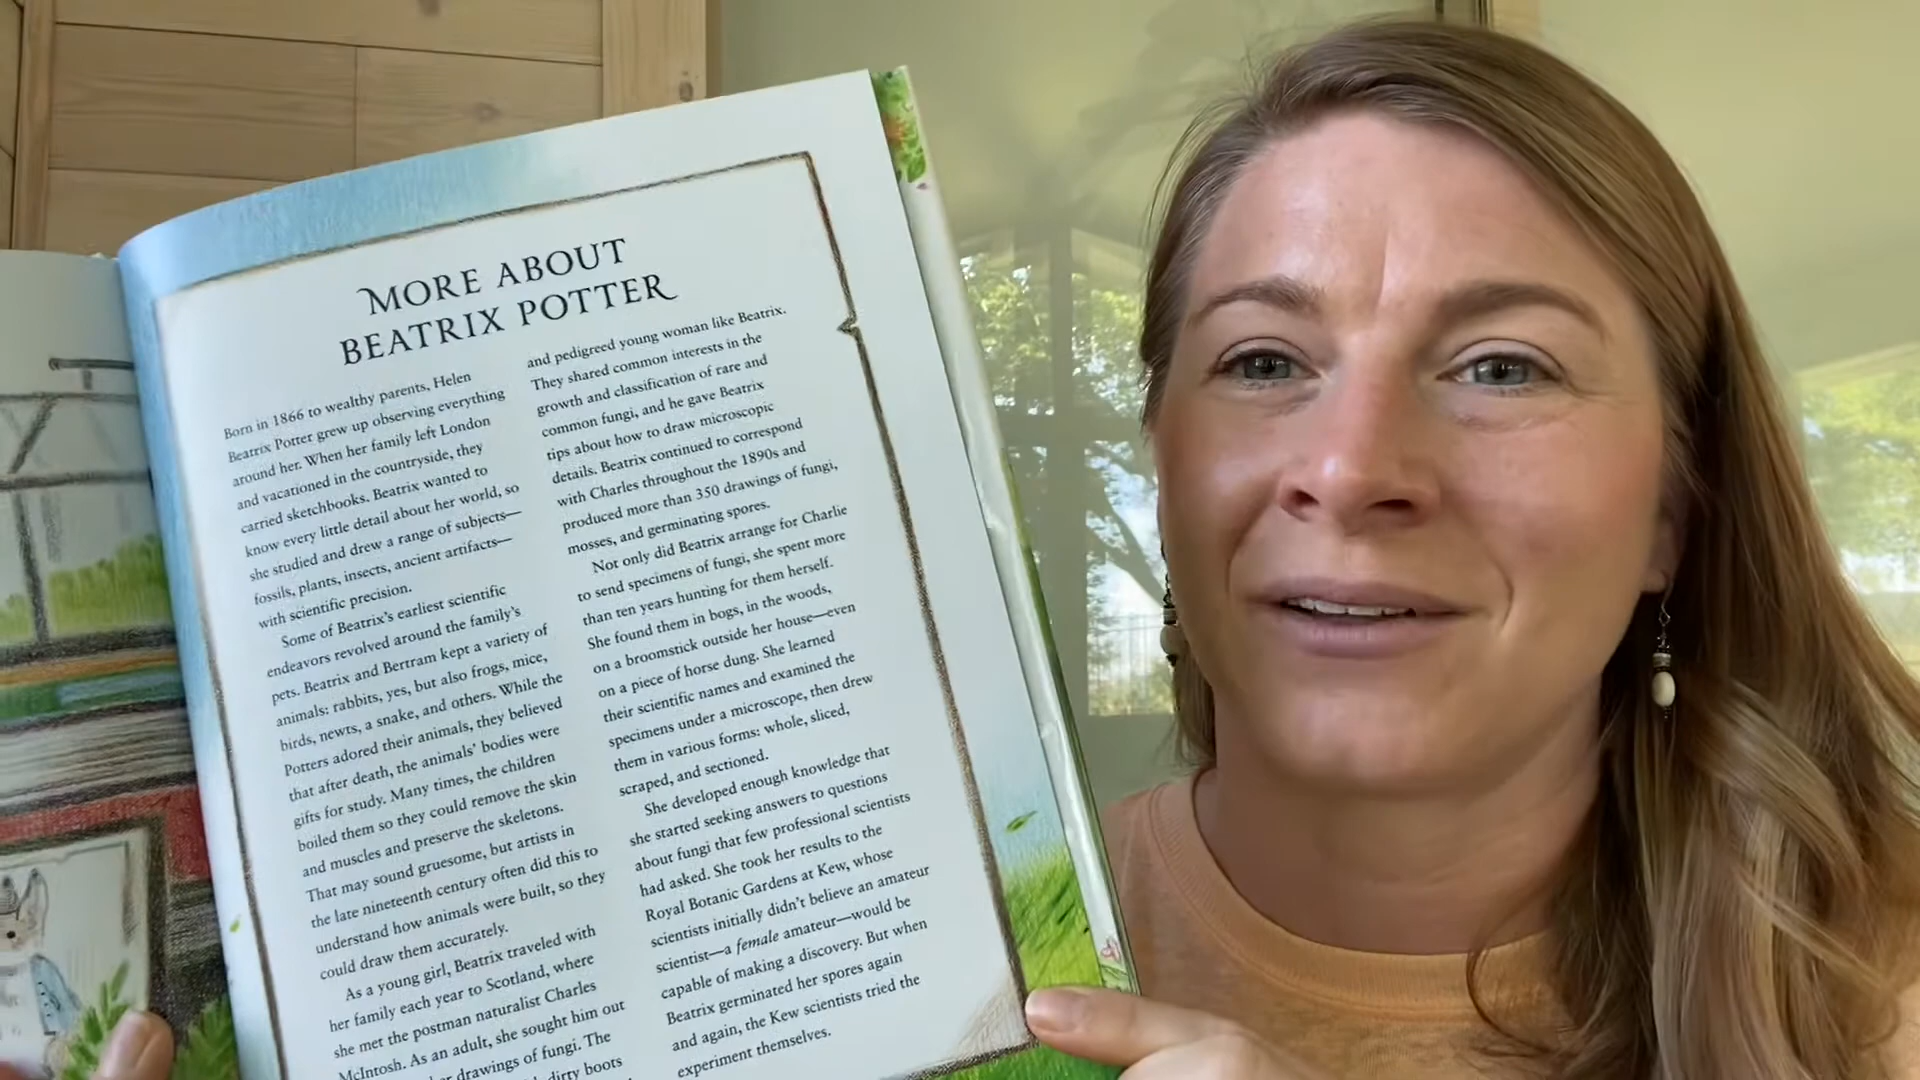 MORE ABOUT
BEATRIX POTTER
Born in 1866 to wealthy parents, Helen
Beatrix Potter grew up observing everything
around her. When her family left London
and vacationed in the countryside, they
carried sketchbooks. Beatrix wanted to
know every little detail about her world, so
she studied and drew a range of subjects—
fossils, plants, insects, ancient artifacts—
with scientific precision.
Some of Beatrix's earliest scientific
endeavors revolved around the family's
pets. Beatrix and Bertram kept a variety of
animals: rabbits, yes, but also frogs, mice,
birds, newts, a snake, and others. While the
Potters adored their animals, they believed
that after death, the animals' bodies were
gifts for study. Many times, the children
boiled them so they could remove the skin
and muscles and preserve the skeletons.
That may sound gruesome, but artists in
the late nineteenth century often did this to
understand how animals were built, so they
could draw them accurately.
As a young girl, Beatrix traveled with
her family each year to Scotland, where
she met the postman naturalist Charles
McIntosh. As an adult, she sought him out
drawings of fungi. The
dirty boots
and pedigreed young woman like Beatrix.
They shared common interests in the
growth and classification of rare and
common fungi, and he gave Beatrix
tips about how to draw microscopic
details. Beatrix continued to correspond
with Charles throughout the 1890s and
produced more than 350 drawings of fungi,
mosses, and germinating spores.
Not only did Beatrix arrange for Charlie
to send specimens of fungi, she spent more
than ten years hunting for them herself.
She found them in bogs, in the woods,
on a broomstick outside her house—even
on a piece of horse dung. She learned
their scientific names and examined the
specimens under a microscope, then drew
them in various forms: whole, sliced,
scraped, and sectioned.
She developed enough knowledge that
she started seeking answers to questions
about fungi that few professional scientists
had asked. She took her results to the
Royal Botanic Gardens at Kew, whose
scientists initially didn't believe an amateur
scientist—a female amateur—would be
capable of making a discovery. But when
Beatrix germinated her spores again
and again, the Kew scientists tried the
experiment themselves.